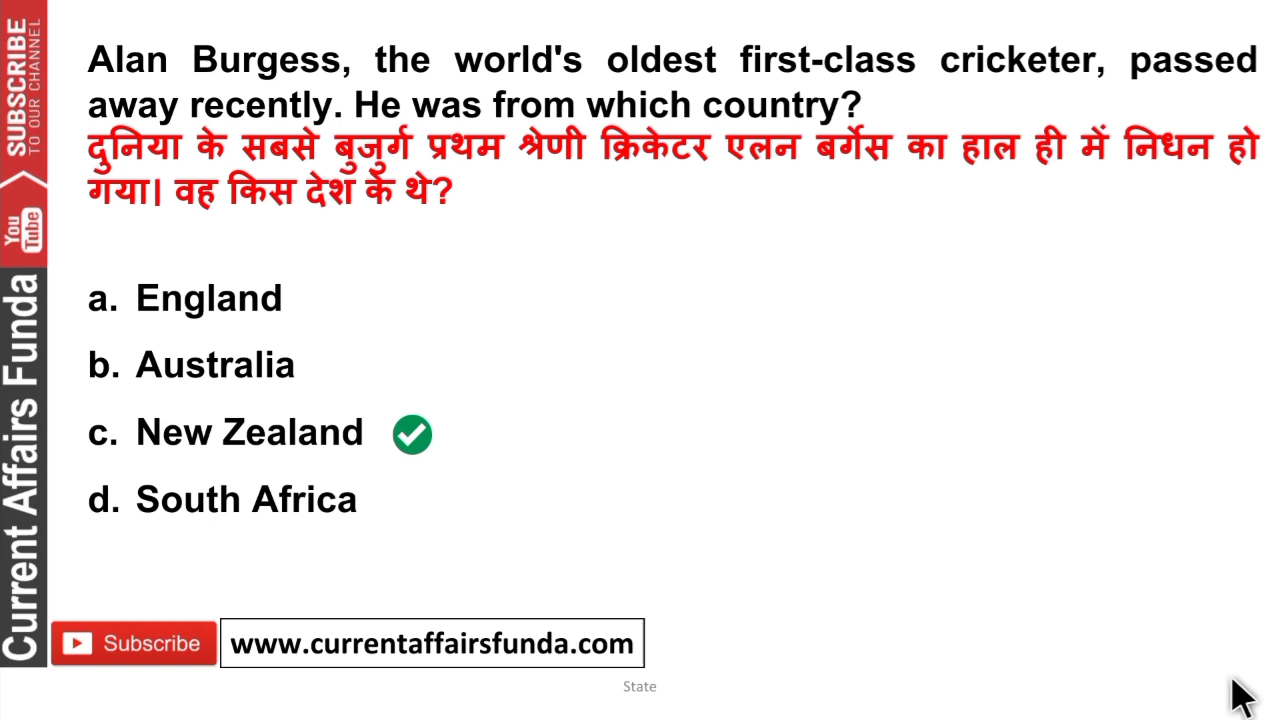 Alan Burgess, the world's oldest first-class cricketer, passed
away recently. He was from which country?
दुनिया के सबसे बुजुर्ग प्रथम श्रेणी क्रिकेटर एलन बर्गेस का हाल ही में निधन हो
गया| वह किस देश के थे?
a. England
b. Australia
c. New Zealand
d. South Africa
SUBSCRIBE
TO OUR CHANNEL
You
Tube
Current Affairs Funda
Subscribe
www.currentaffairsfunda.com
State